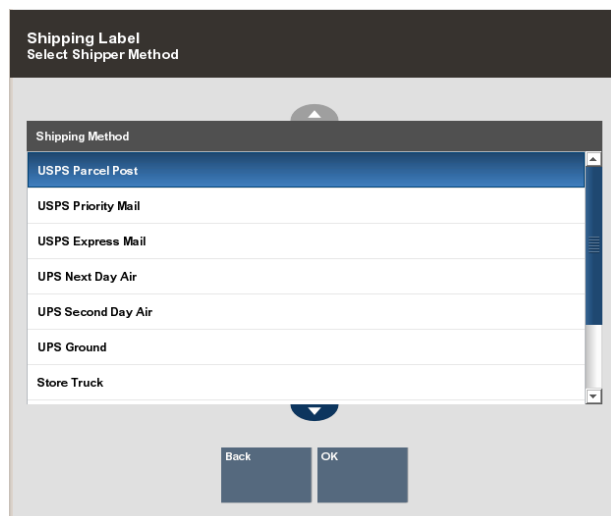 Shipping Label
Select Shipper Method
Shipping Method
USPS Parcel Post
USPS Priority Mail
USPS Express Mail
UPS Next Day Air
UPS Second Day Air
UPS Ground
Store Truck
Back OK